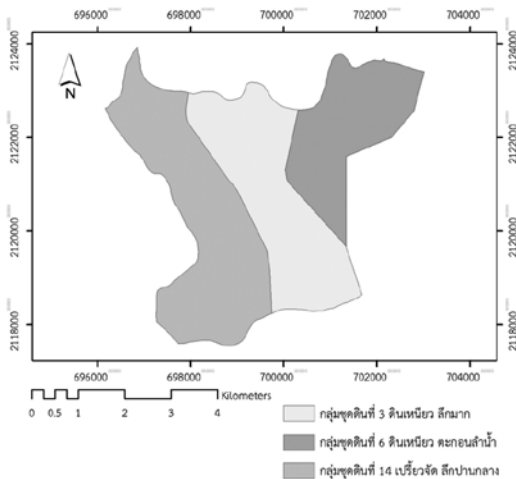 696000 698000 700000 702000 704000
2124000
2122000
2120000
2118000
N
2124000
2122000
2120000
2118000
696000 698000 700000 702000 704000
Kilometers
0 0.5 1 2 3 4
กลุ่มชุดดินที่ 3 ดินเหนียว ลึกมาก
กลุ่มชุดดินที่ 6 ดินเหนียว ตะกอนลำน้ำ
กลุ่มชุดดินที่ 14 เปรี้ยวจัด ลึกปานกลาง